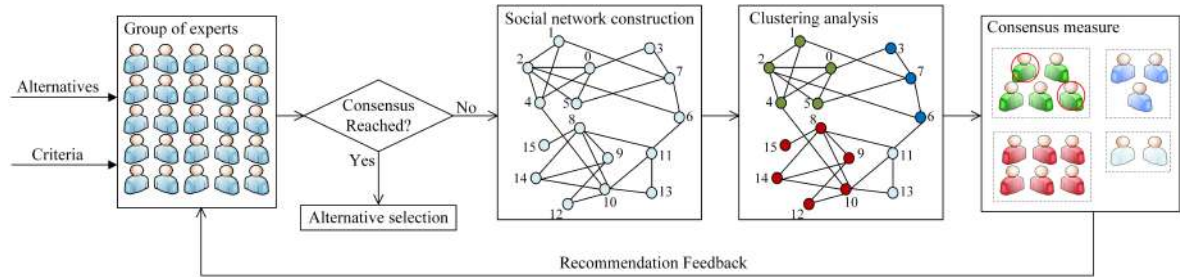 Group of experts
Alternatives
Criteria
Consensus
Reached?
No
Yes
Alternative selection
Social network construction
1
3
0
2
7
4
5
6
8
15
9
11
14
13
10
12
Clustering analysis
1
3
0
2
7
4
5
6
8
15
9
11
14
13
10
12
Consensus measure
Recommendation Feedback